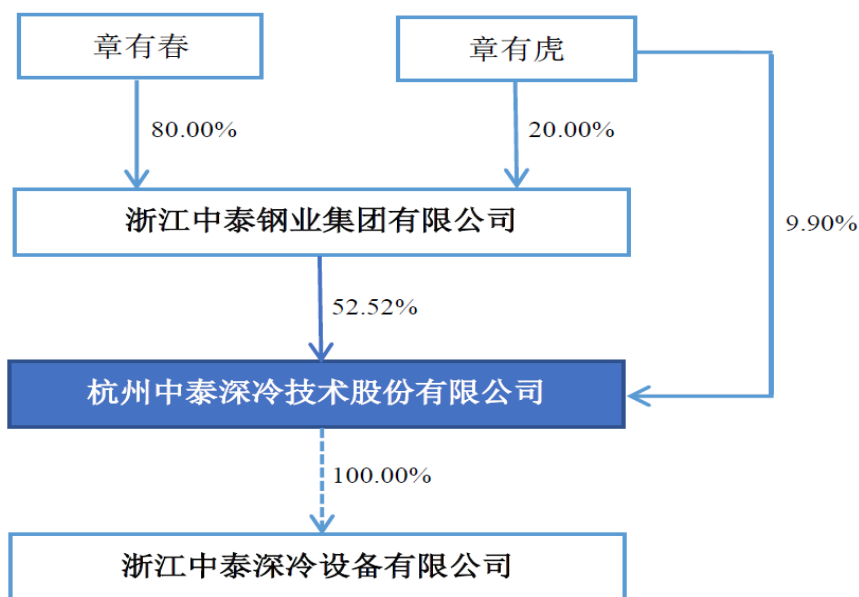 章有春
章有虎
80.00%
20.00%
浙江中泰钢业集团有限公司
9.90%
52.52%
杭州中泰深冷技术股份有限公司
100.00%
浙江中泰深冷设备有限公司